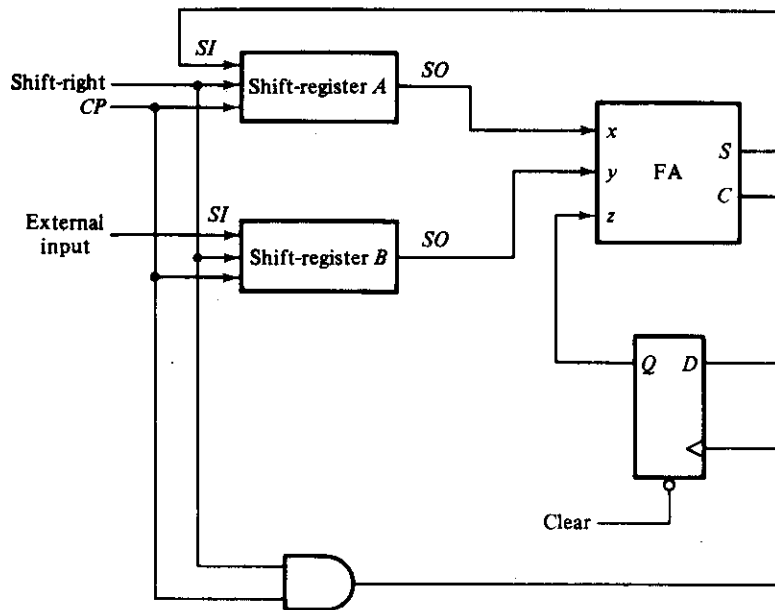 SI
Shift-right
CP
Shift-register A
SO
x
y
z
FA
S
C
External
input
SI
Shift-register B
SO
Q
D
Clear